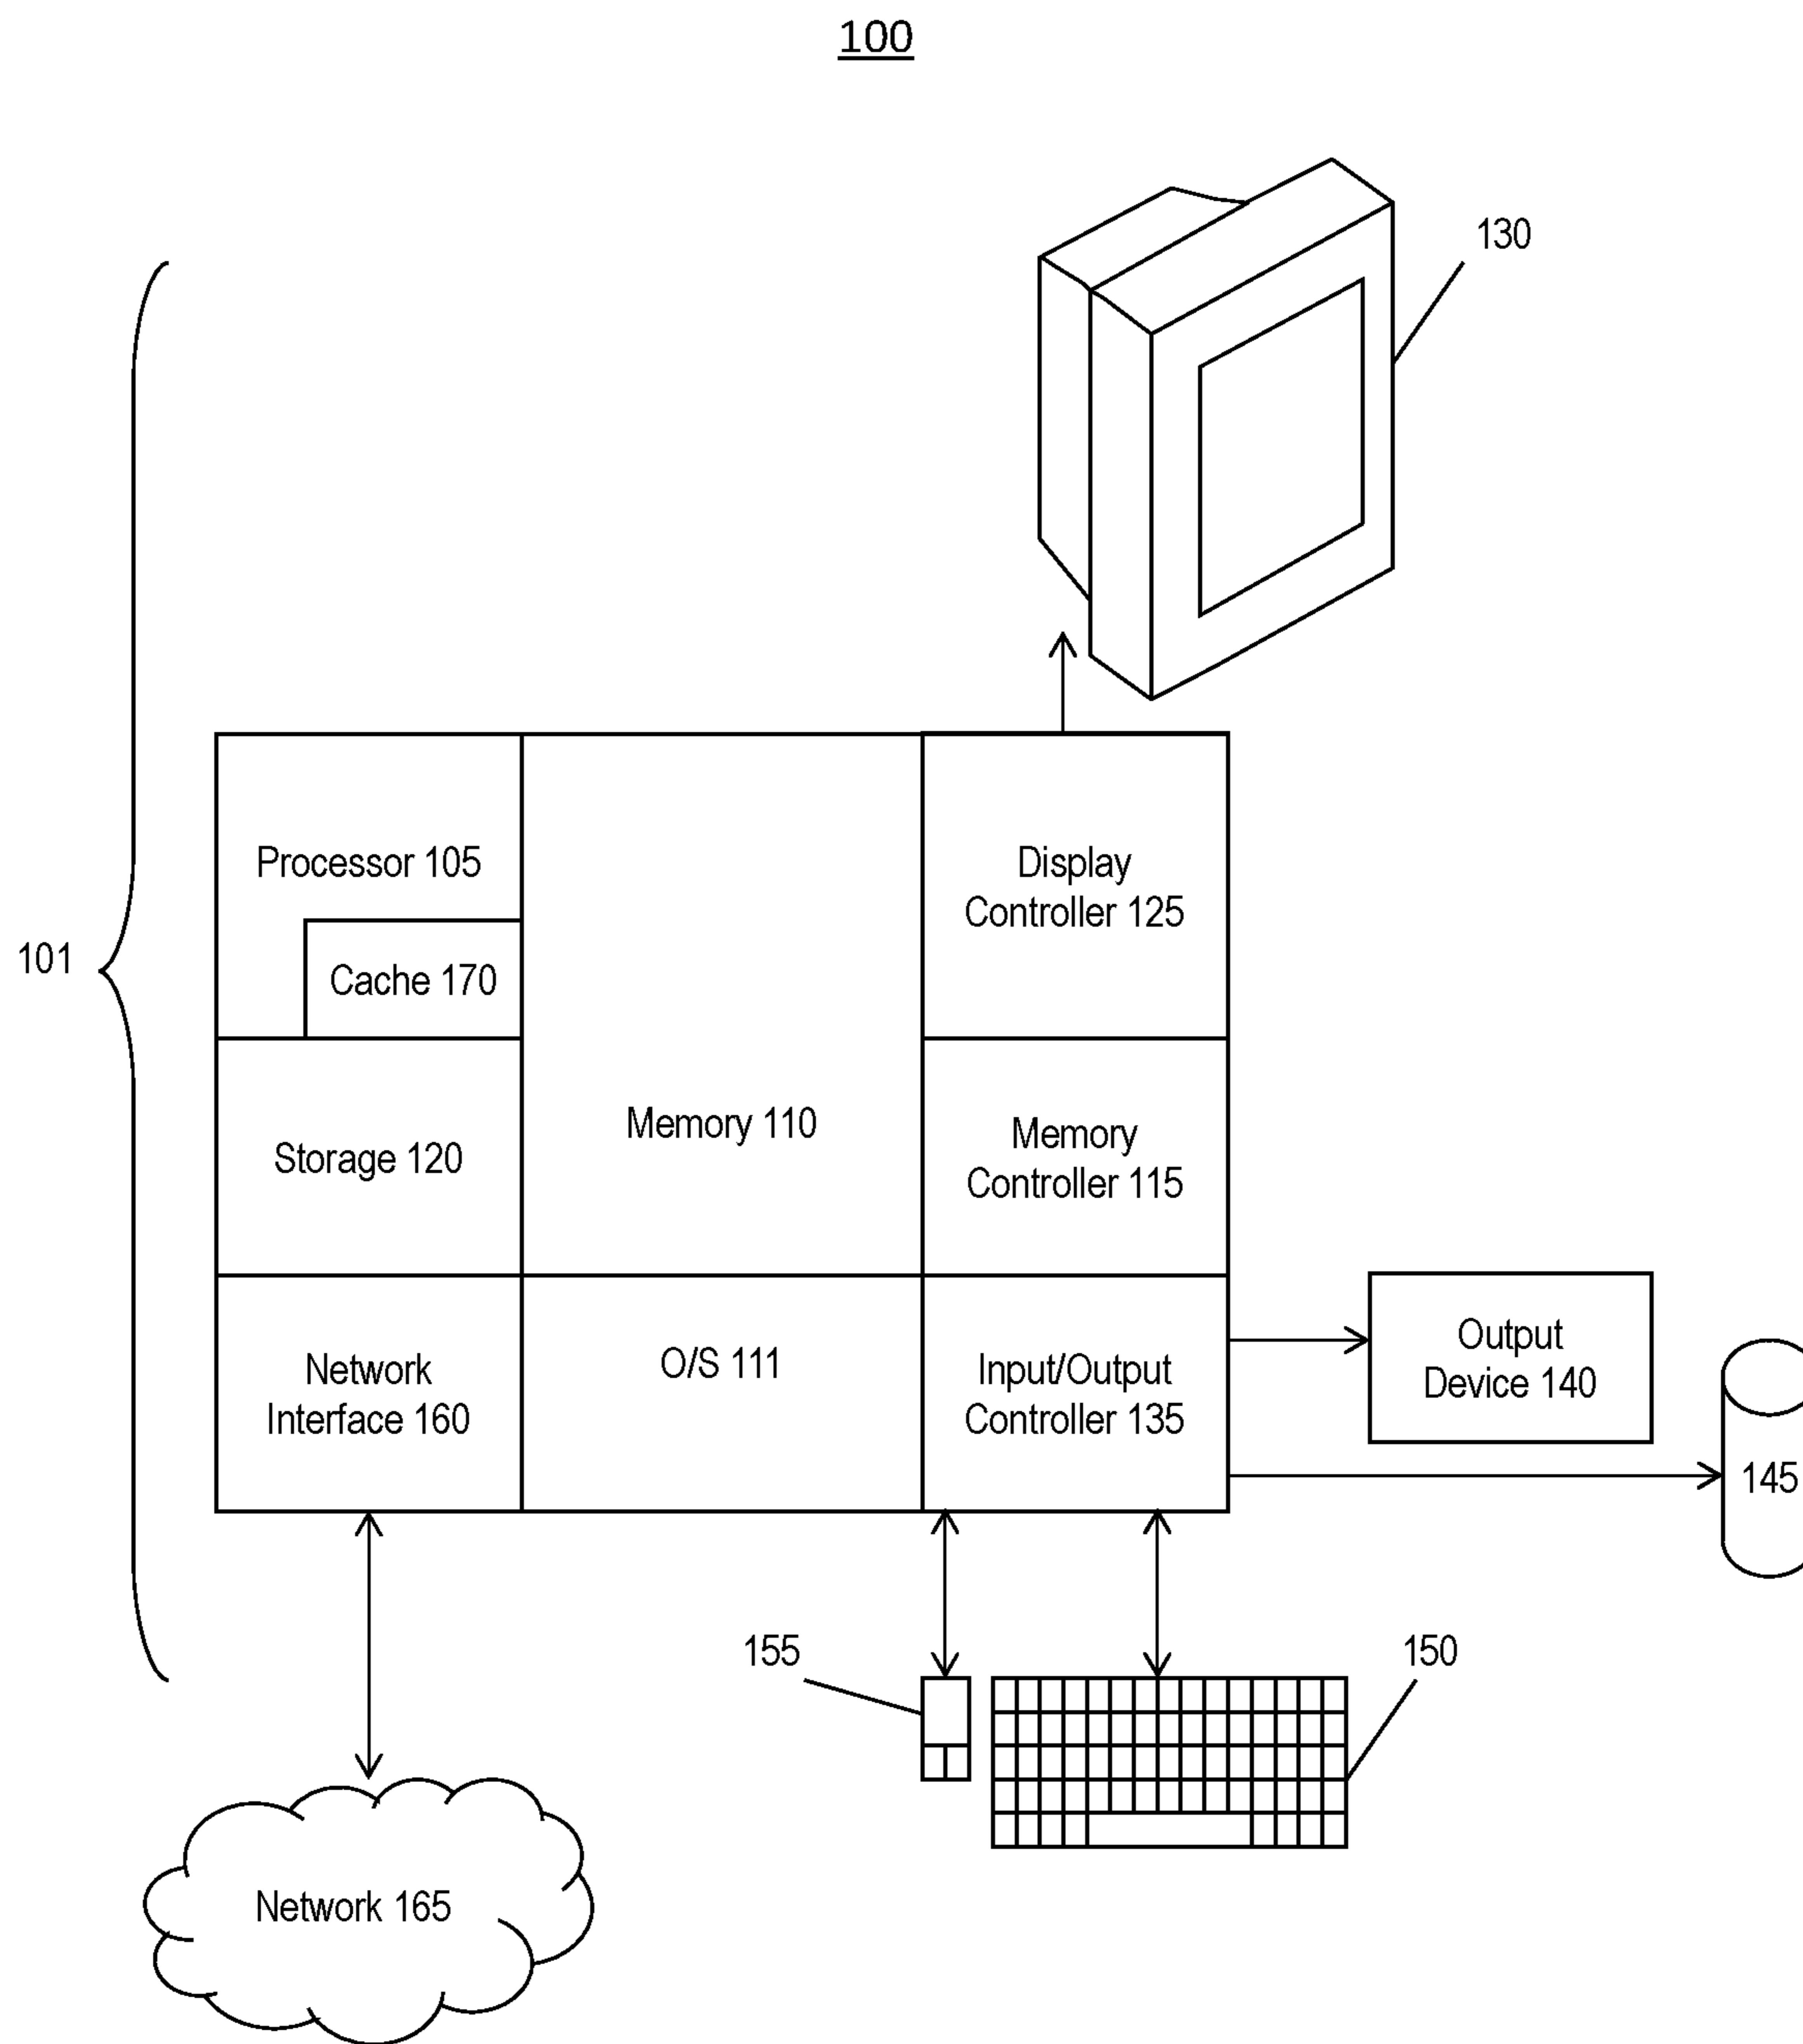 100
130
Processor 105
Display
Controller 125
101
Cache 170
Memory 110
Storage 120
Memory
Controller 115
Network
Interface 160
O/S 111
Input/Output
Controller 135
Output
Device 140
145
155
150
Network 165